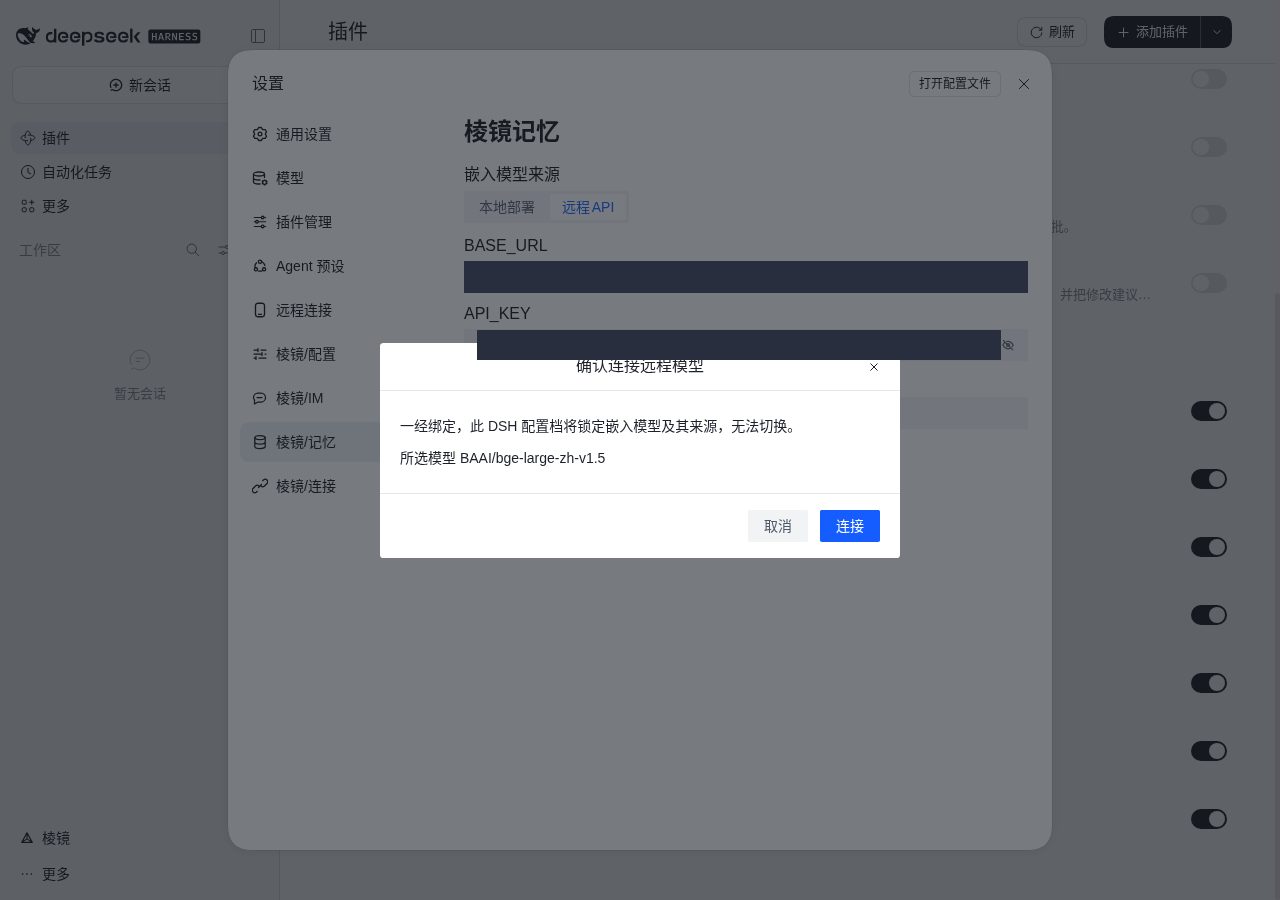 deepseek HARNESS
新会话
插件
自动化任务
更多
工作区
暂无会话
棱镜
更多
插件
刷新
添加插件
批。
并把修改建议…
设置
打开配置文件
通用设置
模型
插件管理
Agent 预设
远程连接
棱镜/配置
棱镜/IM
棱镜/记忆
棱镜/连接
棱镜记忆
嵌入模型来源
本地部署
远程 API
BASE_URL
API_KEY
确认连接远程模型
一经绑定，此 DSH 配置档将锁定嵌入模型及其来源，无法切换。
所选模型 BAAI/bge-large-zh-v1.5
取消
连接